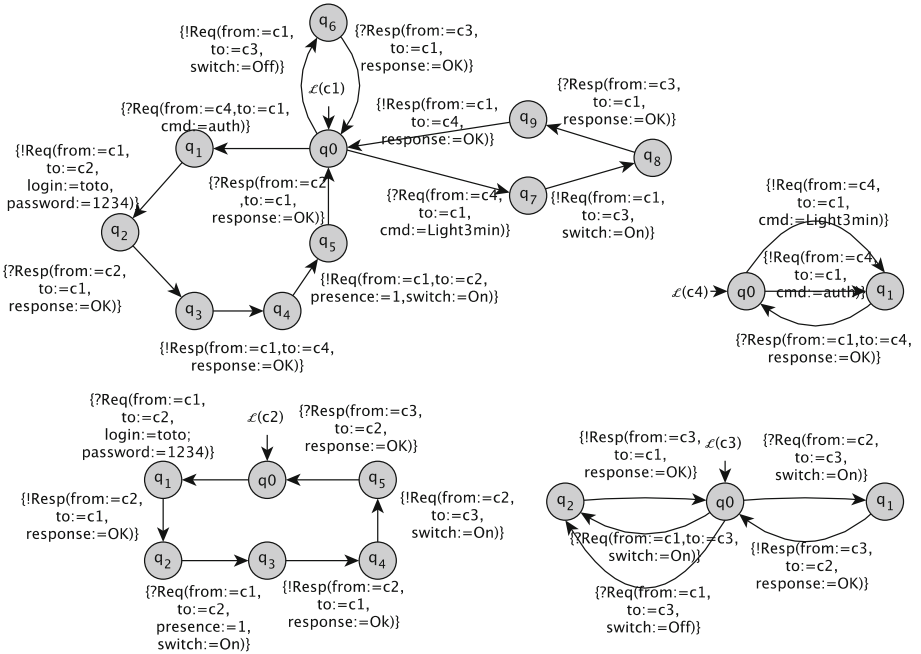 q6
{!Req(from:=c1,
to:=c3,
switch:=Off)}
{?Resp(from:=c3,
to:=c1,
response:=OK)}
ℒ(c1)
{?Req(from:=c4,to:=c1,
cmd:=auth)}
{!Resp(from:=c1,
to:=c4,
response:=OK)}
{?Resp(from:=c3,
to:=c1,
response:=OK)}
q9
q1
q0
q8
{!Req(from:=c1,
to:=c2,
login:=toto,
password:=1234)}
{?Resp(from:=c2
,to:=c1,
response:=OK)}
{?Req(from:=c4,
to:=c1,
cmd:=Light3min)}
q7
{!Req(from:=c1,
to:=c3,
switch:=On)}
q2
q5
{?Resp(from:=c2,
to:=c1,
response:=OK)}
{!Req(from:=c1,to:=c2,
presence:=1,switch:=On)}
q3
q4
{!Resp(from:=c1,to:=c4,
response:=OK)}
{!Req(from:=c4,
to:=c1,
cmd:=Light3min)}
{!Req(from:=c4,
to:=c1,
cmd:=auth)}
ℒ(c4)
q0
q1
{?Resp(from:=c1,to:=c4,
response:=OK)}
{?Req(from:=c1,
to:=c2,
login:=toto;
password:=1234)}
ℒ(c2)
{?Resp(from:=c3,
to:=c2,
response:=OK)}
q1
q0
q5
{!Resp(from:=c2,
to:=c1,
response:=OK)}
{!Req(from:=c2,
to:=c3,
switch:=On)}
q2
q3
q4
{?Req(from:=c1,
to:=c2,
presence:=1,
switch:=On)}
{!Resp(from:=c2,
to:=c1,
response:=Ok)}
{!Resp(from:=c3,
to:=c1,
response:=OK)}
ℒ(c3)
{?Req(from:=c2,
to:=c3,
switch:=On)}
q2
q0
q1
{?Req(from:=c1,to:=c3,
switch:=On)}
{!Resp(from:=c3,
to:=c2,
response:=OK)}
{?Req(from:=c1,
to:=c3,
switch:=Off)}